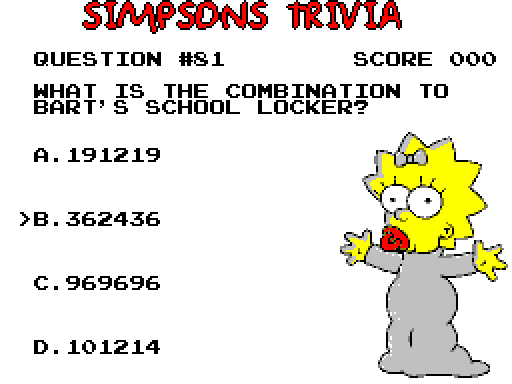 SIMPSONS TRIVIA
QUESTION #81 SCORE 000
WHAT IS THE COMBINATION TO
BART'S SCHOOL LOCKER?
A.191219
>B.362436
C.969696
D.101214